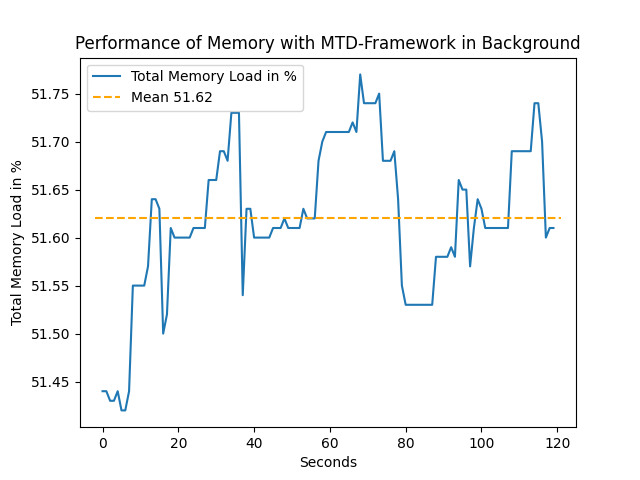 Performance of Memory with MTD-Framework in Background
Total Memory Load in %
Mean 51.62
Total Memory Load in %
51.75
51.70
51.65
51.60
51.55
51.50
51.45
0
20
40
60
80
100
120
Seconds